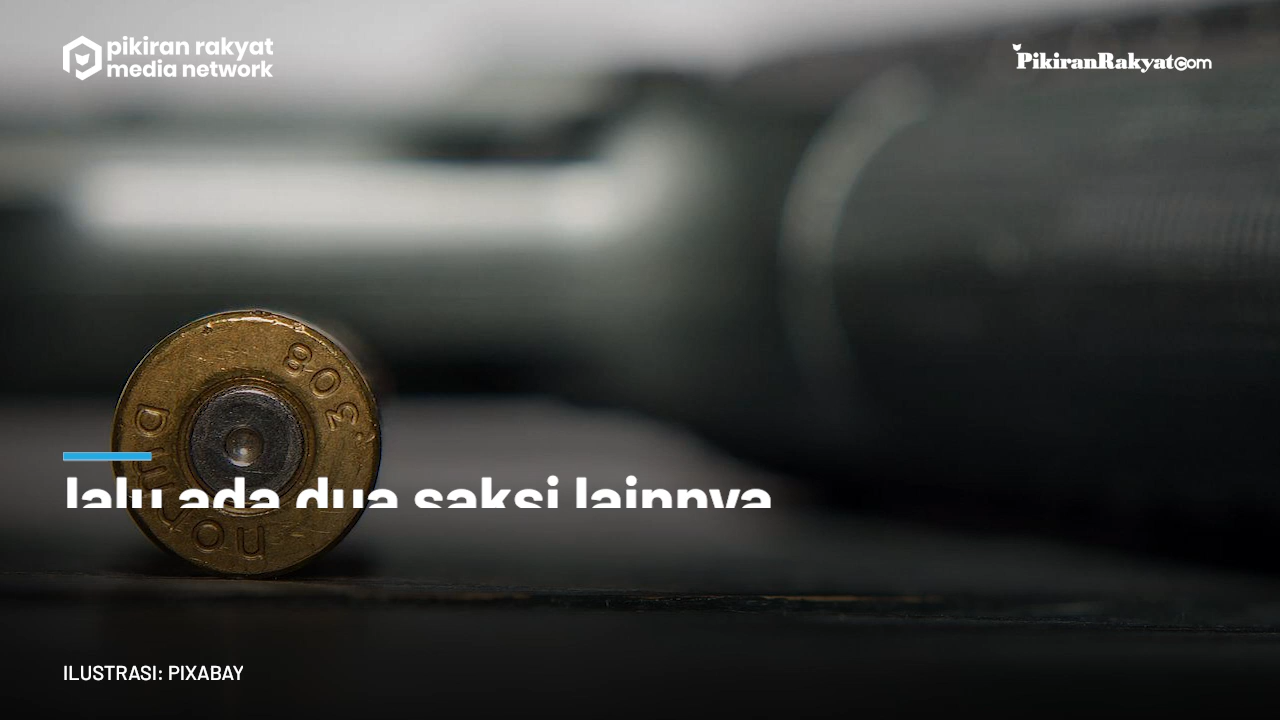 pikiran rakyat
media network
PikiranRakyat.com
lalu ada dua saksi lainnya
.308
norma
ILUSTRASI: PIXABAY